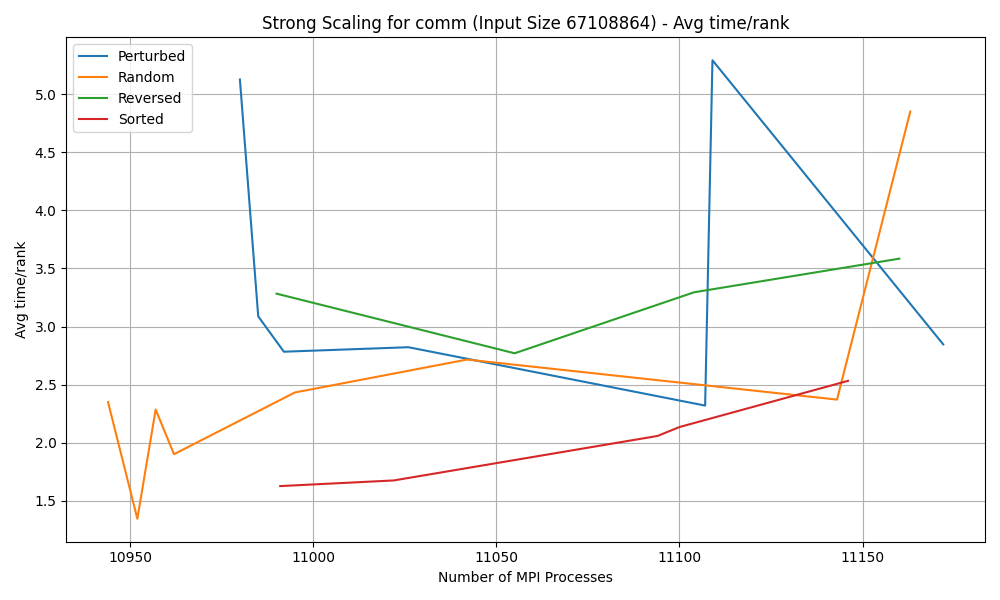 Strong Scaling for comm (Input Size 67108864) - Avg time/rank
Perturbed
Random
Reversed
Sorted
Avg time/rank
5.0
4.5
4.0
3.5
3.0
2.5
2.0
1.5
10950
11000
11050
11100
11150
Number of MPI Processes